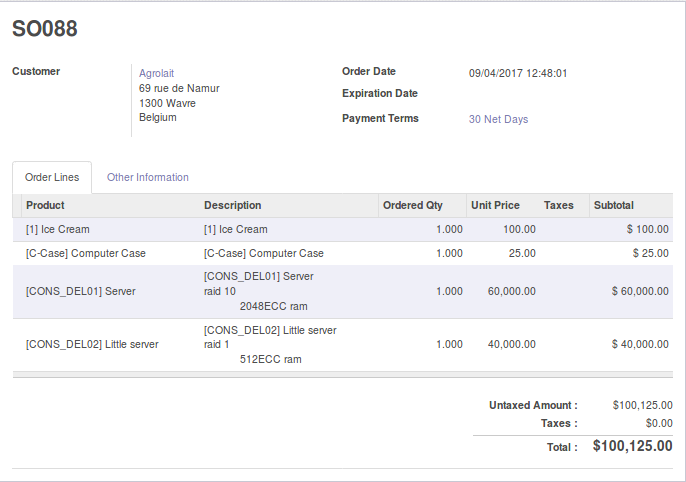 SO088
Customer
Agrolait
69 rue de Namur
1300 Wavre
Belgium
Order Date 09/04/2017 12:48:01
Expiration Date
Payment Terms 30 Net Days
Order Lines Other Information
Product Description Ordered Qty Unit Price Taxes Subtotal
[1] Ice Cream [1] Ice Cream 1.000 100.00 $ 100.00
[C-Case] Computer Case [C-Case] Computer Case 1.000 25.00 $ 25.00
[CONS_DEL01] Server
[CONS_DEL01] Server raid 10 1.000 60,000.00 $ 60,000.00
2048ECC ram
[CONS_DEL02] Little server
[CONS_DEL02] Little server raid 1 1.000 40,000.00 $ 40,000.00
512ECC ram
Untaxed Amount : $100,125.00
Taxes : $0.00
Total : $100,125.00